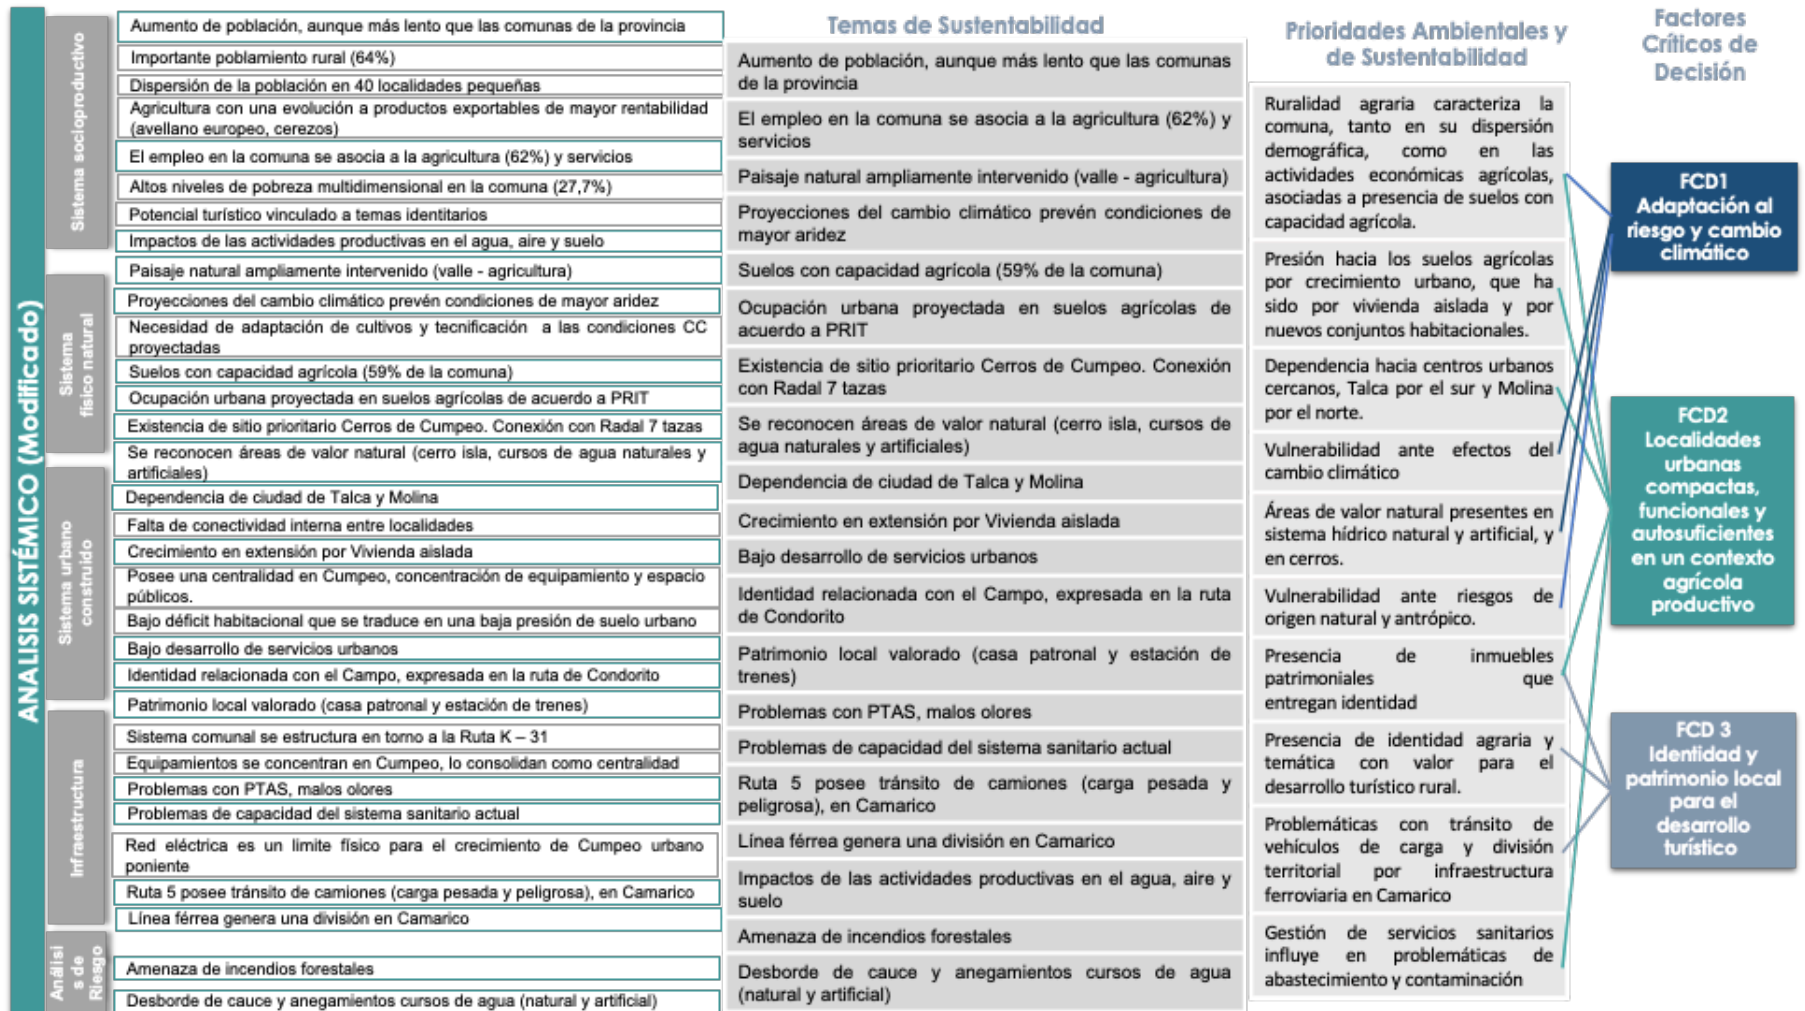 ANALISIS SISTÉMICO (Modificado)
Sistema socioproductivo
Aumento de población, aunque más lento que las comunas de la provincia
Importante poblamiento rural (64%)
Dispersión de la población en 40 localidades pequeñas
Agricultura con una evolución a productos exportables de mayor rentabilidad
(avellano europeo, cerezos)
El empleo en la comuna se asocia a la agricultura (62%) y servicios
Altos niveles de pobreza multidimensional en la comuna (27,7%)
Potencial turístico vinculado a temas identitarios
Impactos de las actividades productivas en el agua, aire y suelo
Sistema
físico natural
Paisaje natural ampliamente intervenido (valle - agricultura)
Proyecciones del cambio climático prevén condiciones de mayor aridez
Necesidad de adaptación de cultivos y tecnificación a las condiciones CC
proyectadas
Suelos con capacidad agrícola (59% de la comuna)
Ocupación urbana proyectada en suelos agrícolas de acuerdo a PRIT
Existencia de sitio prioritario Cerros de Cumpeo. Conexión con Radal 7 tazas
Se reconocen áreas de valor natural (cerro isla, cursos de agua naturales y
artificiales)
Sistema urbano
construido
Dependencia de ciudad de Talca y Molina
Falta de conectividad interna entre localidades
Crecimiento en extensión por Vivienda aislada
Posee una centralidad en Cumpeo, concentración de equipamiento y espacio
públicos.
Bajo déficit habitacional que se traduce en una baja presión de suelo urbano
Bajo desarrollo de servicios urbanos
Identidad relacionada con el Campo, expresada en la ruta de Condorito
Patrimonio local valorado (casa patronal y estación de trenes)
Infraestructura
Sistema comunal se estructura en torno a la Ruta K – 31
Equipamientos se concentran en Cumpeo, lo consolidan como centralidad
Problemas con PTAS, malos olores
Problemas de capacidad del sistema sanitario actual
Red eléctrica es un limite físico para el crecimiento de Cumpeo urbano
poniente
Ruta 5 posee tránsito de camiones (carga pesada y peligrosa), en Camarico
Línea férrea genera una división en Camarico
Análisi
s de
Riesgo
Amenaza de incendios forestales
Desborde de cauce y anegamientos cursos de agua (natural y artificial)
Temas de Sustentabilidad
Aumento de población, aunque más lento que las comunas
de la provincia
El empleo en la comuna se asocia a la agricultura (62%) y
servicios
Paisaje natural ampliamente intervenido (valle - agricultura)
Proyecciones del cambio climático prevén condiciones de
mayor aridez
Suelos con capacidad agrícola (59% de la comuna)
Ocupación urbana proyectada en suelos agrícolas de
acuerdo a PRIT
Existencia de sitio prioritario Cerros de Cumpeo. Conexión
con Radal 7 tazas
Se reconocen áreas de valor natural (cerro isla, cursos de
agua naturales y artificiales)
Dependencia de ciudad de Talca y Molina
Crecimiento en extensión por Vivienda aislada
Bajo desarrollo de servicios urbanos
Identidad relacionada con el Campo, expresada en la ruta
de Condorito
Patrimonio local valorado (casa patronal y estación de
trenes)
Problemas con PTAS, malos olores
Problemas de capacidad del sistema sanitario actual
Ruta 5 posee tránsito de camiones (carga pesada y
peligrosa), en Camarico
Línea férrea genera una división en Camarico
Impactos de las actividades productivas en el agua, aire y
suelo
Amenaza de incendios forestales
Desborde de cauce y anegamientos cursos de agua
(natural y artificial)
Prioridades Ambientales y
de Sustentabilidad
Ruralidad agraria caracteriza la
comuna, tanto en su dispersión
demográfica, como en las
actividades económicas agrícolas,
asociadas a presencia de suelos con
capacidad agrícola.
Presión hacia los suelos agrícolas
por crecimiento urbano, que ha
sido por vivienda aislada y por
nuevos conjuntos habitacionales.
Dependencia hacia centros urbanos
cercanos, Talca por el sur y Molina
por el norte.
Vulnerabilidad ante efectos del
cambio climático
Áreas de valor natural presentes en
sistema hídrico natural y artificial, y
en cerros.
Vulnerabilidad ante riesgos de
origen natural y antrópico.
Presencia de inmuebles
patrimoniales que
entregan identidad
Presencia de identidad agraria y
temática con valor para el
desarrollo turístico rural.
Problemáticas con tránsito de
vehículos de carga y división
territorial por infraestructura
ferroviaria en Camarico
Gestión de servicios sanitarios
influye en problemáticas de
abastecimiento y contaminación
Factores
Críticos de
Decisión
FCD1
Adaptación al
riesgo y cambio
climático
FCD2
Localidades
urbanas
compactas,
funcionales y
autosuficientes
en un contexto
agrícola
productivo
FCD 3
Identidad y
patrimonio local
para el
desarrollo
turístico